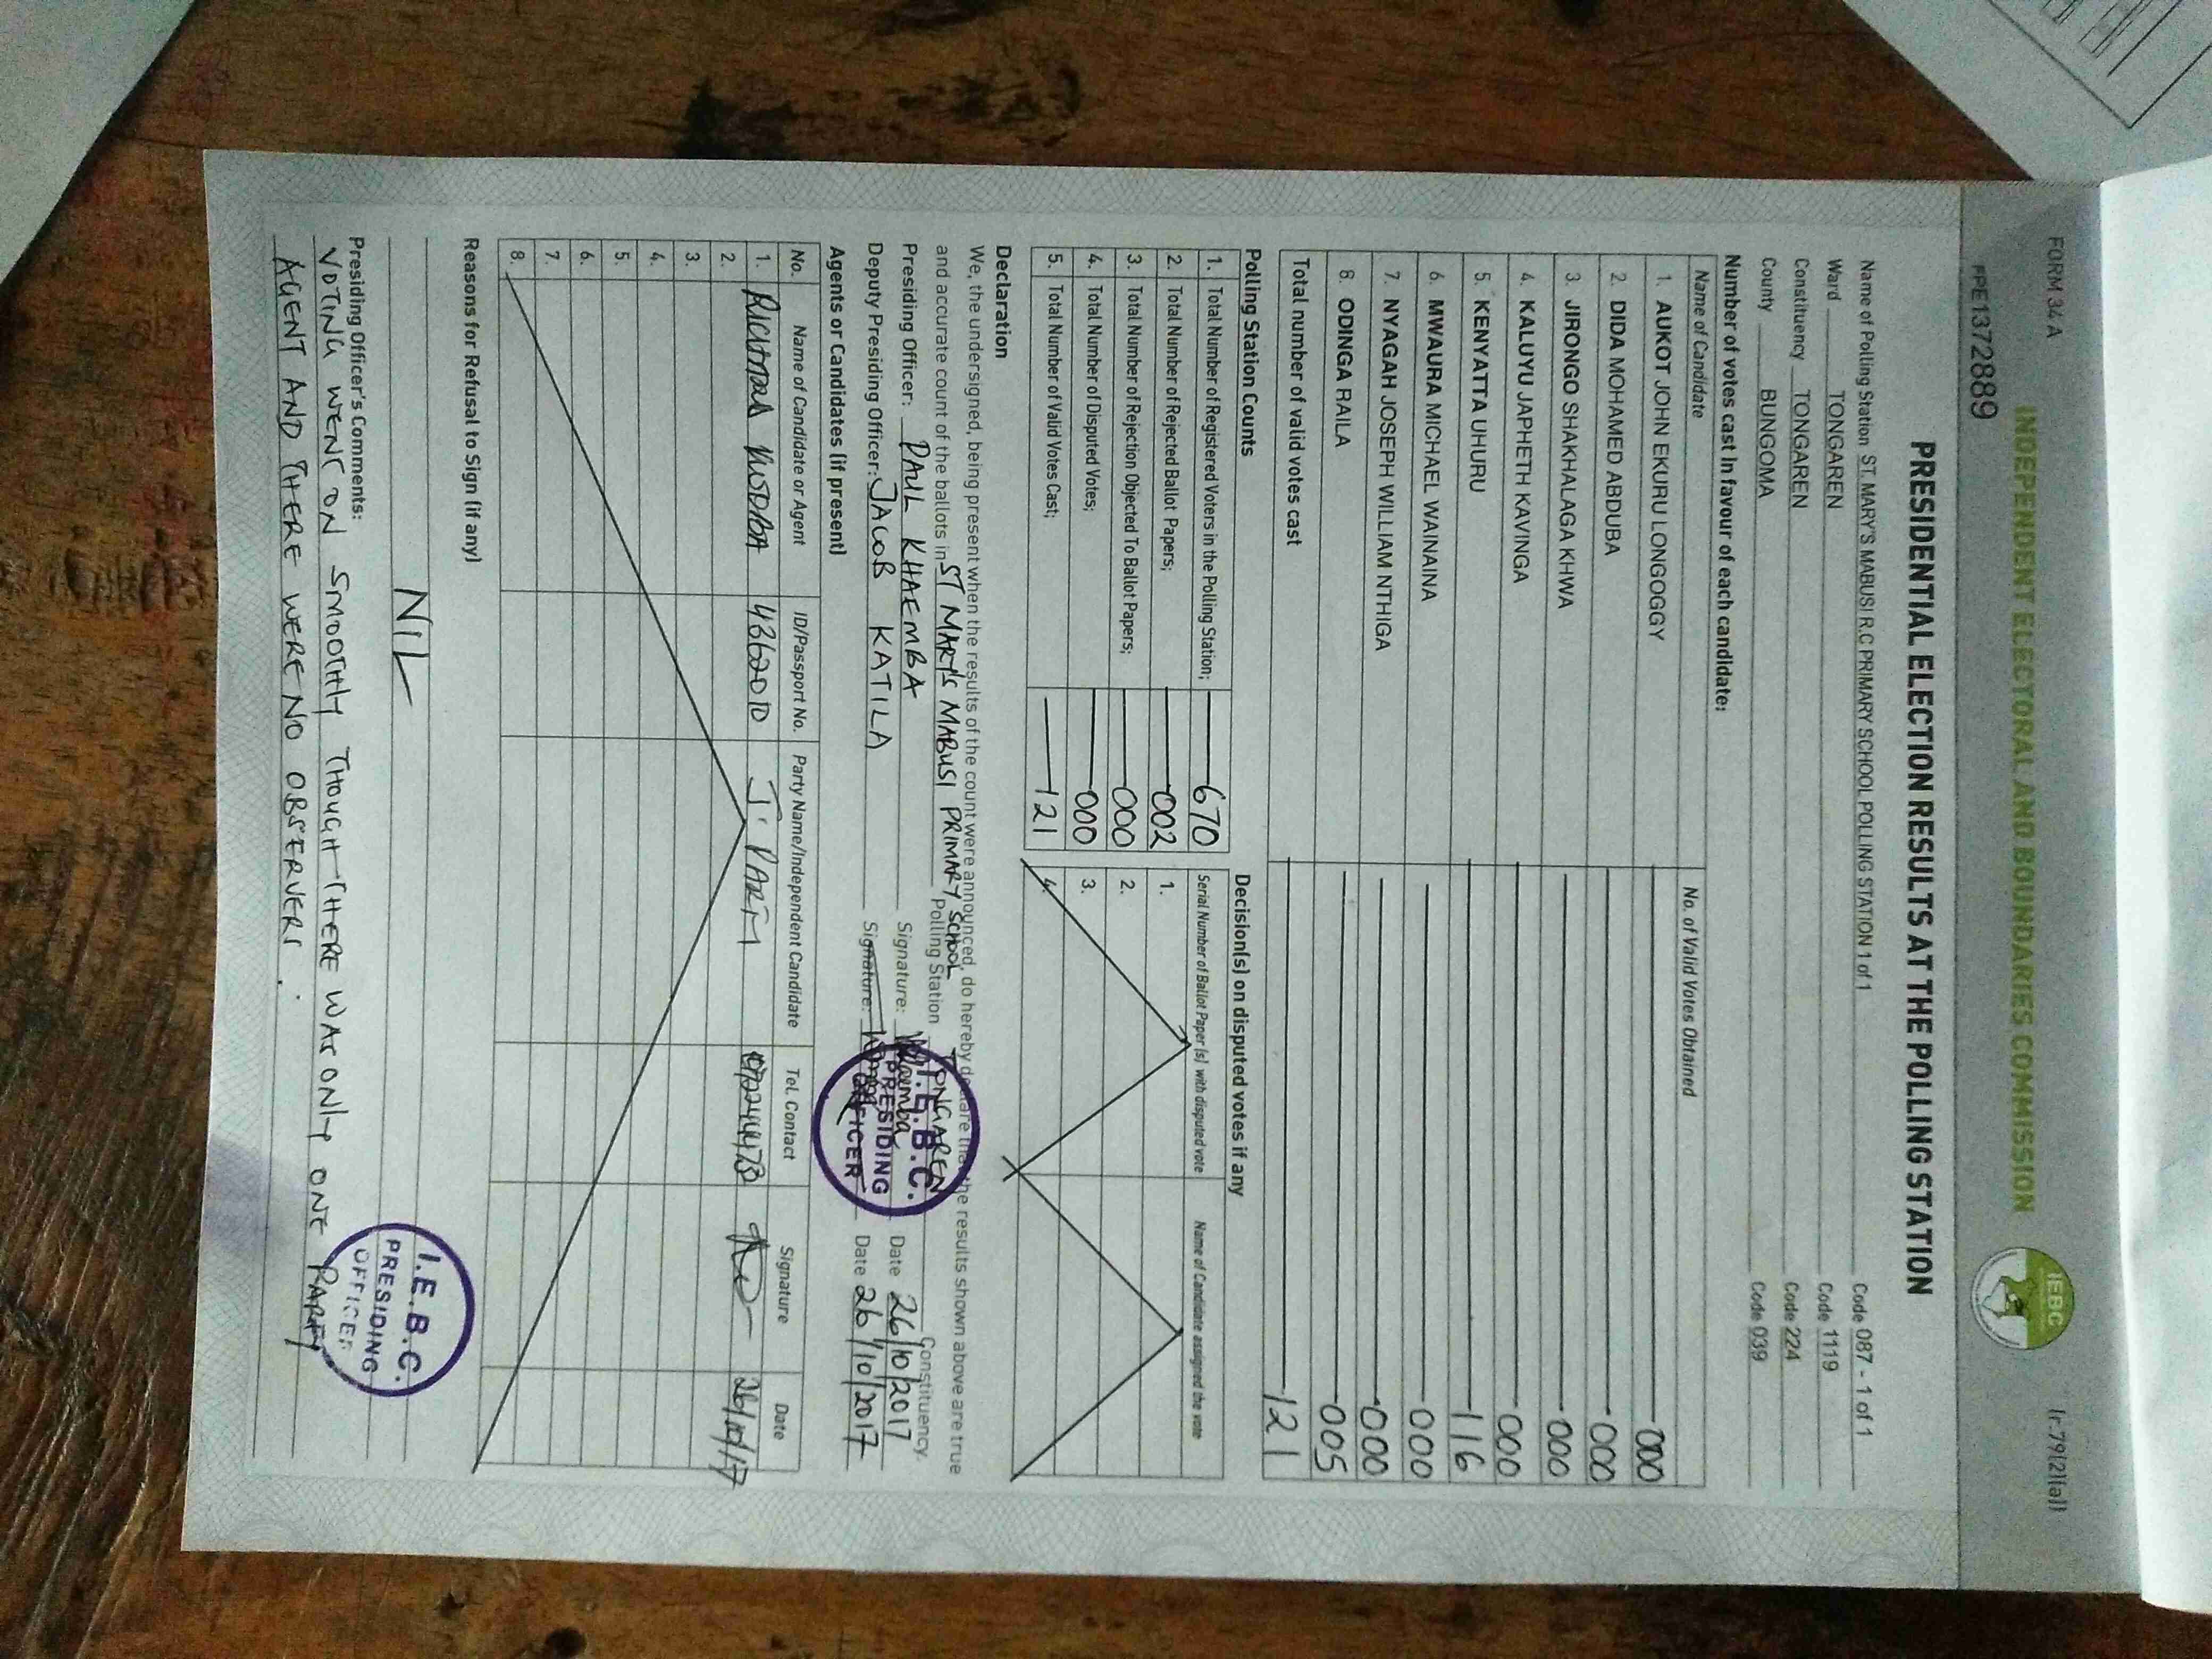 FORM 34 A
(r.79(2)(a))
INDEPENDENT ELECTORAL AND BOUNDARIES COMMISSION
IEBC
PPE1372889
PRESIDENTIAL ELECTION RESULTS AT THE POLLING STATION
Name of Polling Station ST. MARY'S MABUSI R.C PRIMARY SCHOOL POLLING STATION 1 of 1 Code 087 - 1 of 1
Ward TONGAREN Code 1119
Constituency TONGAREN Code 224
County BUNGOMA Code 039
Number of votes cast in favour of each candidate:
Name of Candidate No. of Valid Votes Obtained
1. AUKOT JOHN EKURU LONGOGGY 000
2. DIDA MOHAMED ABDUBA 000
3. JIRONGO SHAKHALAGA KHWA 000
4. KALUYU JAPHETH KAVINGA 000
5. KENYATTA UHURU 116
6. MWAURA MICHAEL WAINAINA 000
7. NYAGAH JOSEPH WILLIAM NTHIGA 000
8. ODINGA RAILA 005
Total number of valid votes cast 121
Polling Station Counts
1. Total Number of Registered Voters in the Polling Station; 670
2. Total Number of Rejected Ballot Papers; 002
3. Total Number of Rejection Objected To Ballot Papers; 000
4. Total Number of Disputed Votes; 000
5. Total Number of Valid Votes Cast; 121
Decision(s) on disputed votes if any
Serial Number of Ballot Paper (s) with disputed vote Name of Candidate assigned the vote
1.
2.
3.
4.
Declaration
We, the undersigned, being present when the results of the count were announced, do hereby declare that the results shown above are true
and accurate count of the ballots in ST MARY'S MABUSI PRIMARY SCHOOL Polling Station TONGAREN Constituency.
Presiding Officer: PAUL KHAEMBA Signature: Date 26/10/2017
Deputy Presiding Officer: JACOB KATILA Signature: Date 26/10/2017
I.E.B.C.
PRESIDING
OFFICER
Agents or Candidates (if present)
No. Name of Candidate or Agent ID/Passport No. Party Name/Independent Candidate Tel. Contact Signature Date
1. 4362010 J. PARTY 26/10/17
2.
3.
4.
5.
6.
7.
8.
Reasons for Refusal to Sign (if any)
NIL
Presiding Officer's Comments:
VOTING WENT ON SMOOTHLY THOUGH THERE WAS ONLY ONE PARTY
AGENT AND THERE WERE NO OBSERVERS.
I.E.B.C.
PRESIDING
OFFICER